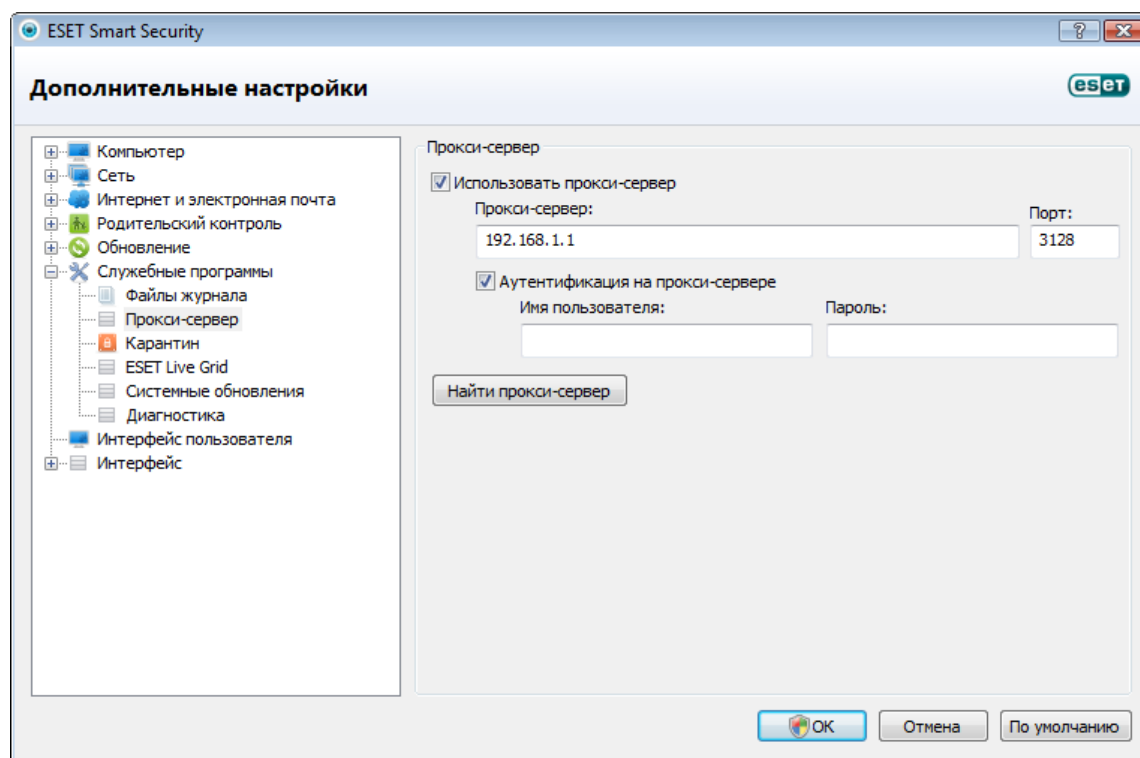 ESET Smart Security
Дополнительные настройки
eseT
Компьютер
Сеть
Интернет и электронная почта
Родительский контроль
Обновление
Служебные программы
Файлы журнала
Прокси-сервер
Карантин
ESET Live Grid
Системные обновления
Диагностика
Интерфейс пользователя
Интерфейс
Прокси-сервер
Использовать прокси-сервер
Прокси-сервер: Порт:
192.168.1.1 3128
Аутентификация на прокси-сервере
Имя пользователя: Пароль:
Найти прокси-сервер
OK Отмена По умолчанию